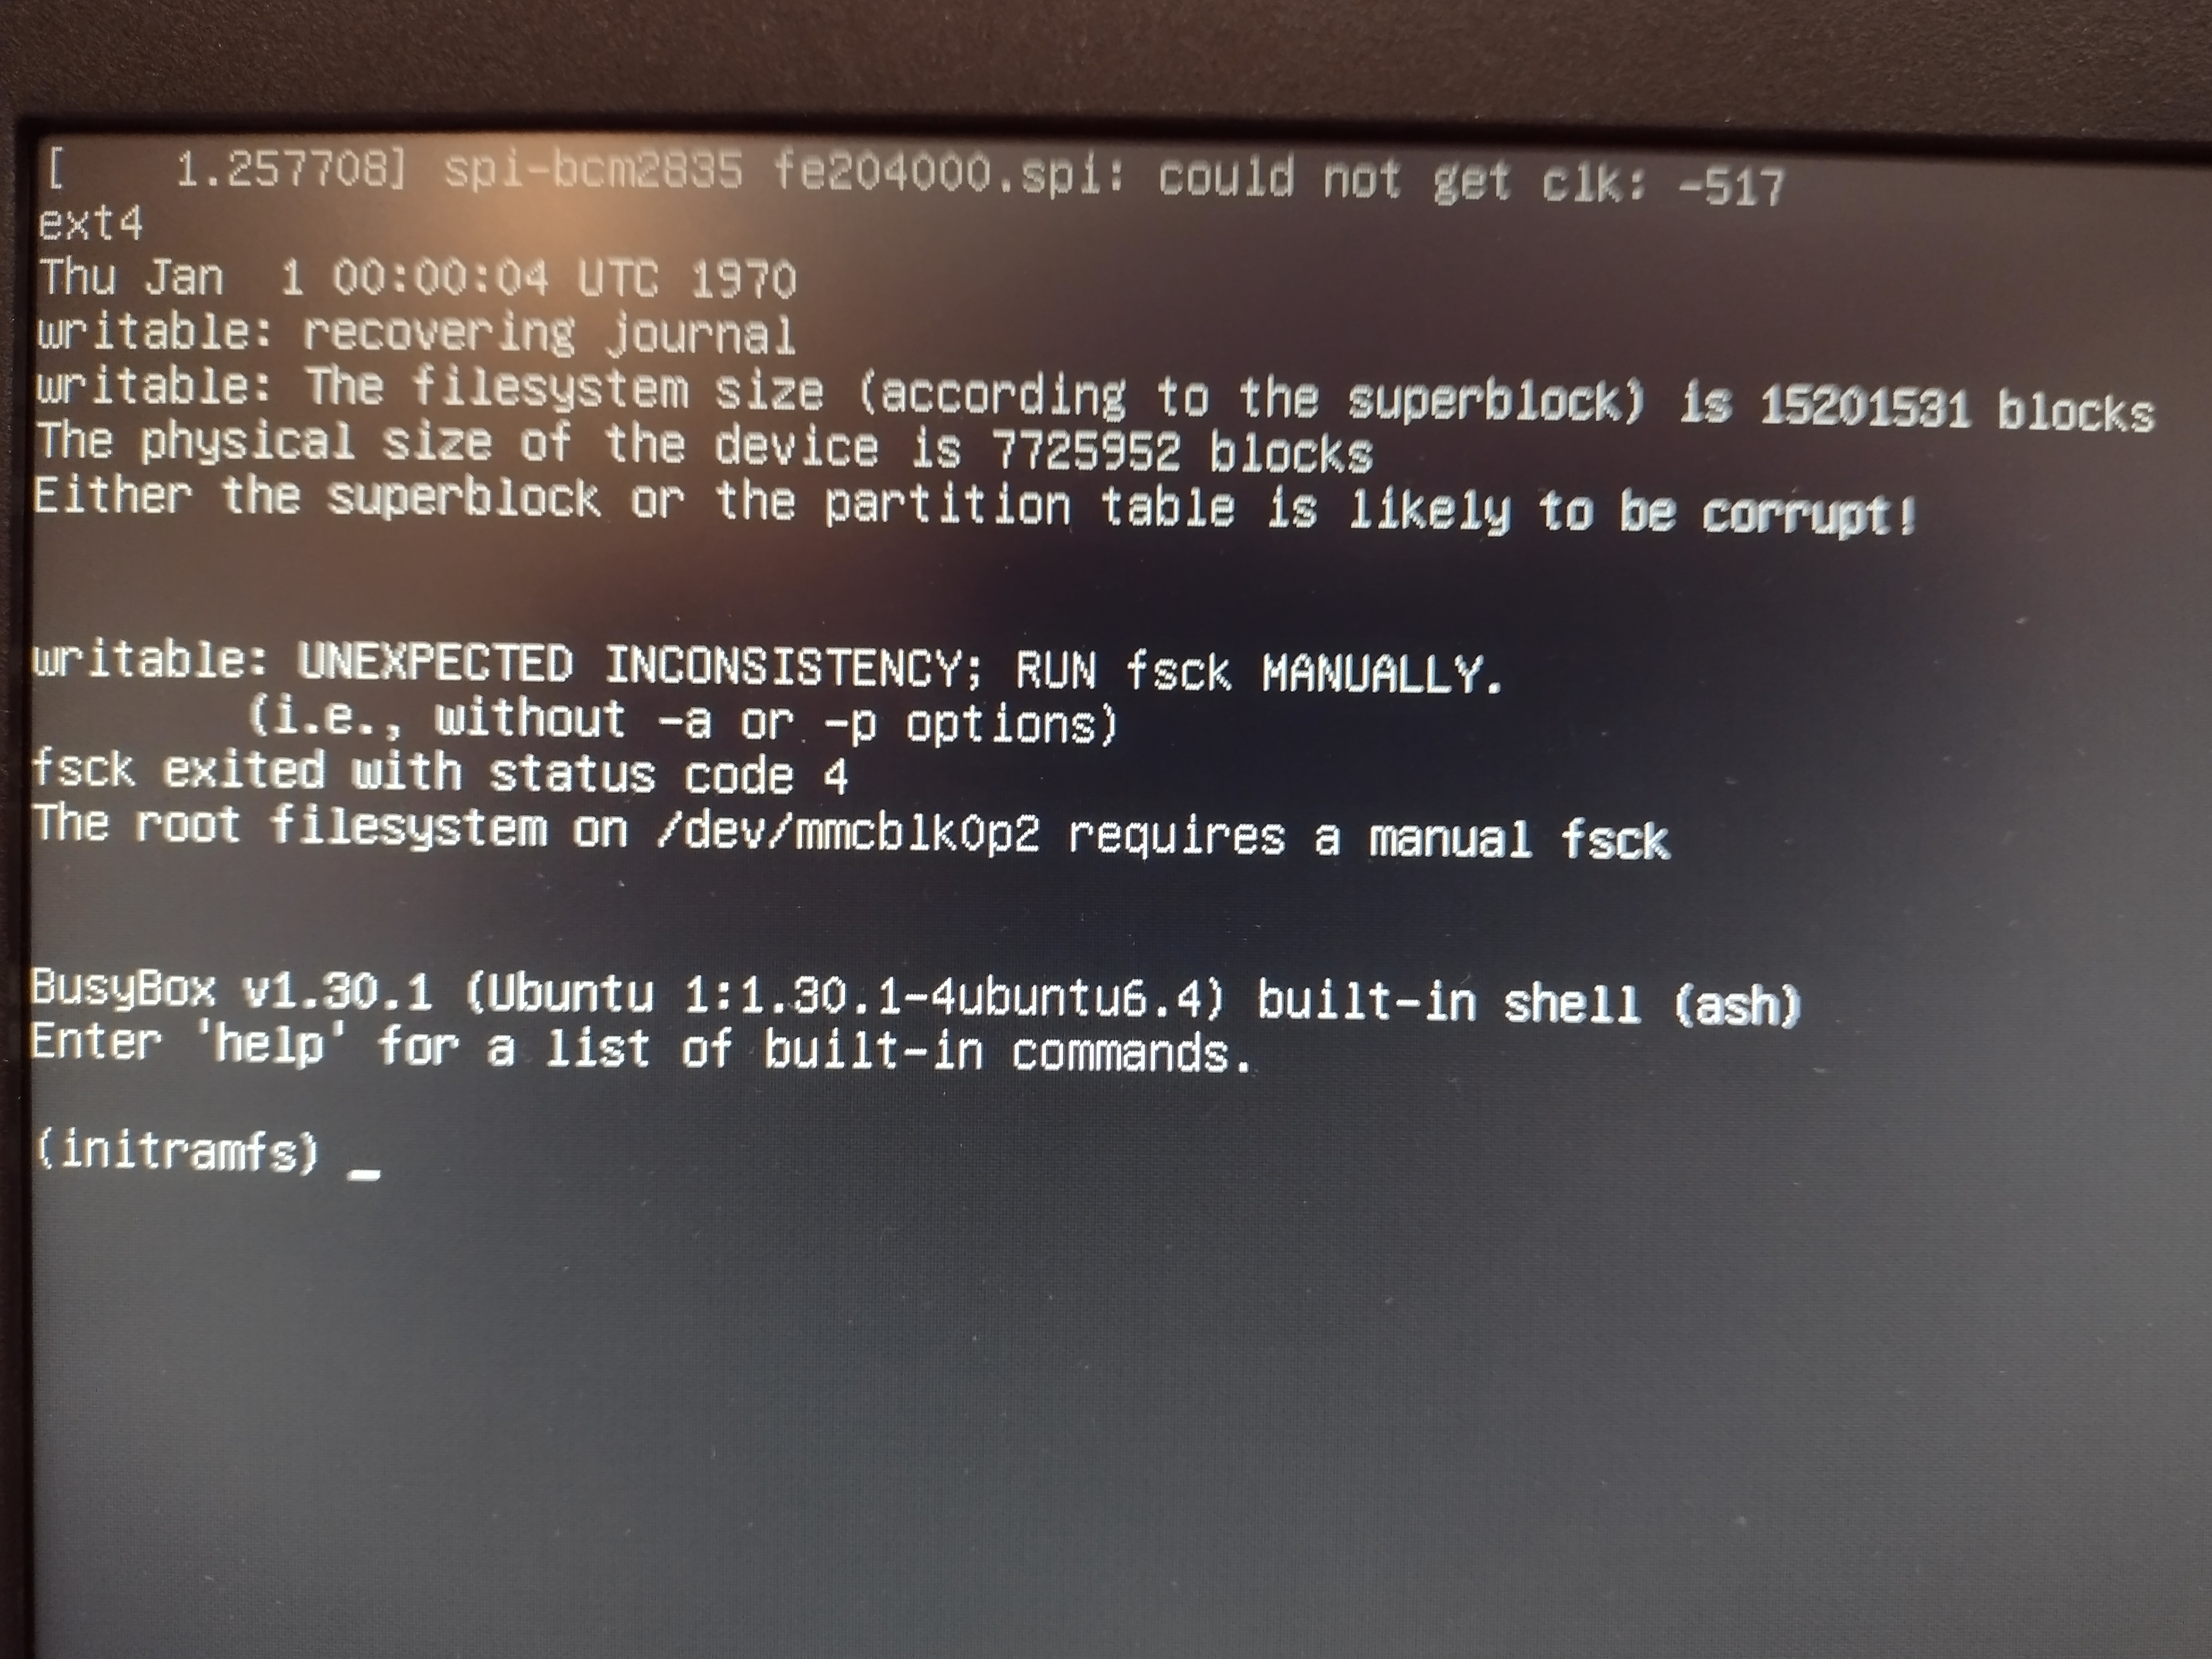 [    1.257708] spi-bcm2835 fe204000.spi: could not get clk: -517
ext4
Thu Jan  1 00:00:04 UTC 1970
writable: recovering journal
writable: The filesystem size (according to the superblock) is 15201531 blocks
The physical size of the device is 7725952 blocks
Either the superblock or the partition table is likely to be corrupt!
writable: UNEXPECTED INCONSISTENCY; RUN fsck MANUALLY.
        (i.e., without -a or -p options)
fsck exited with status code 4
The root filesystem on /dev/mmcblk0p2 requires a manual fsck
BusyBox v1.30.1 (Ubuntu 1:1.30.1-4ubuntu6.4) built-in shell (ash)
Enter 'help' for a list of built-in commands.
(initramfs) _